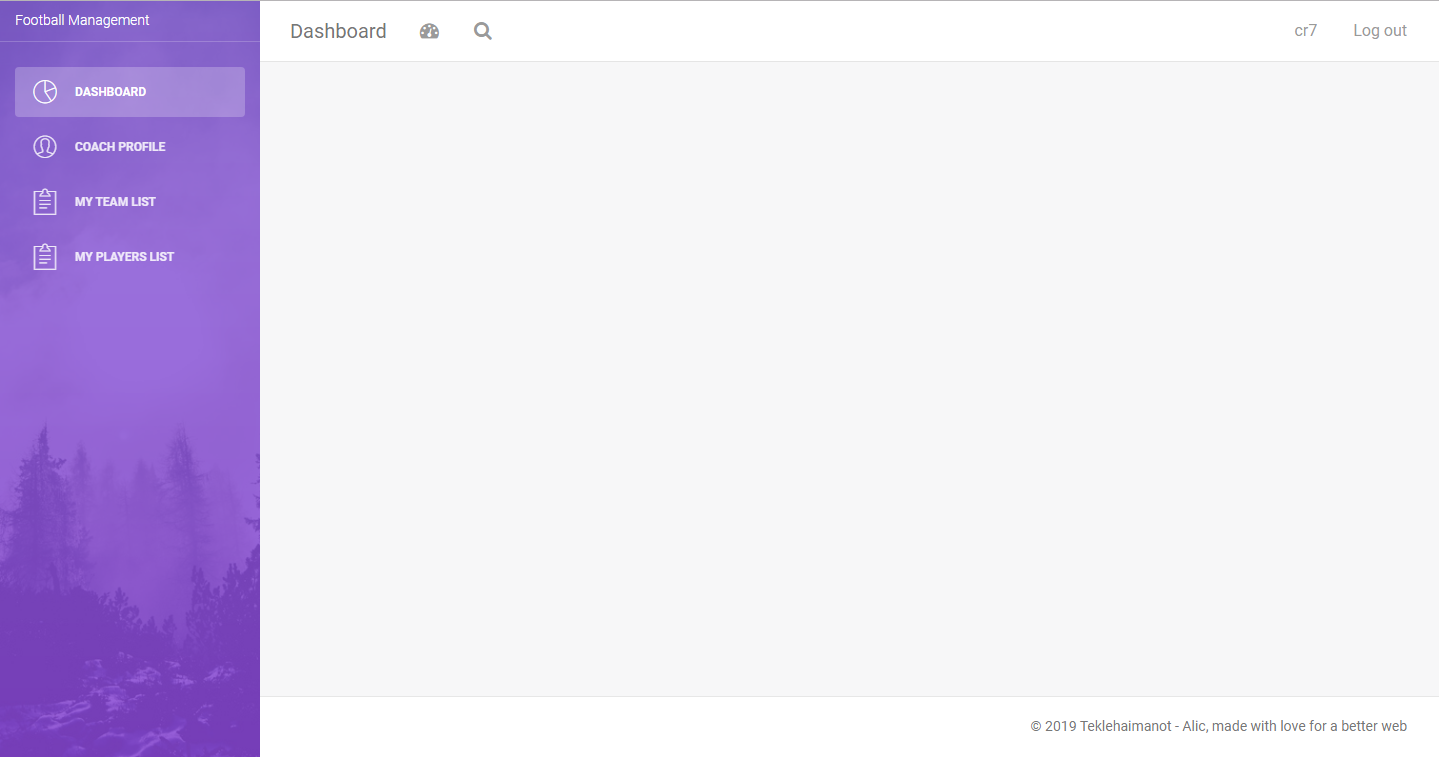 Football Management
DASHBOARD
COACH PROFILE
MY TEAM LIST
MY PLAYERS LIST
Dashboard
cr7
Log out
© 2019 Teklehaimanot - Alic, made with love for a better web